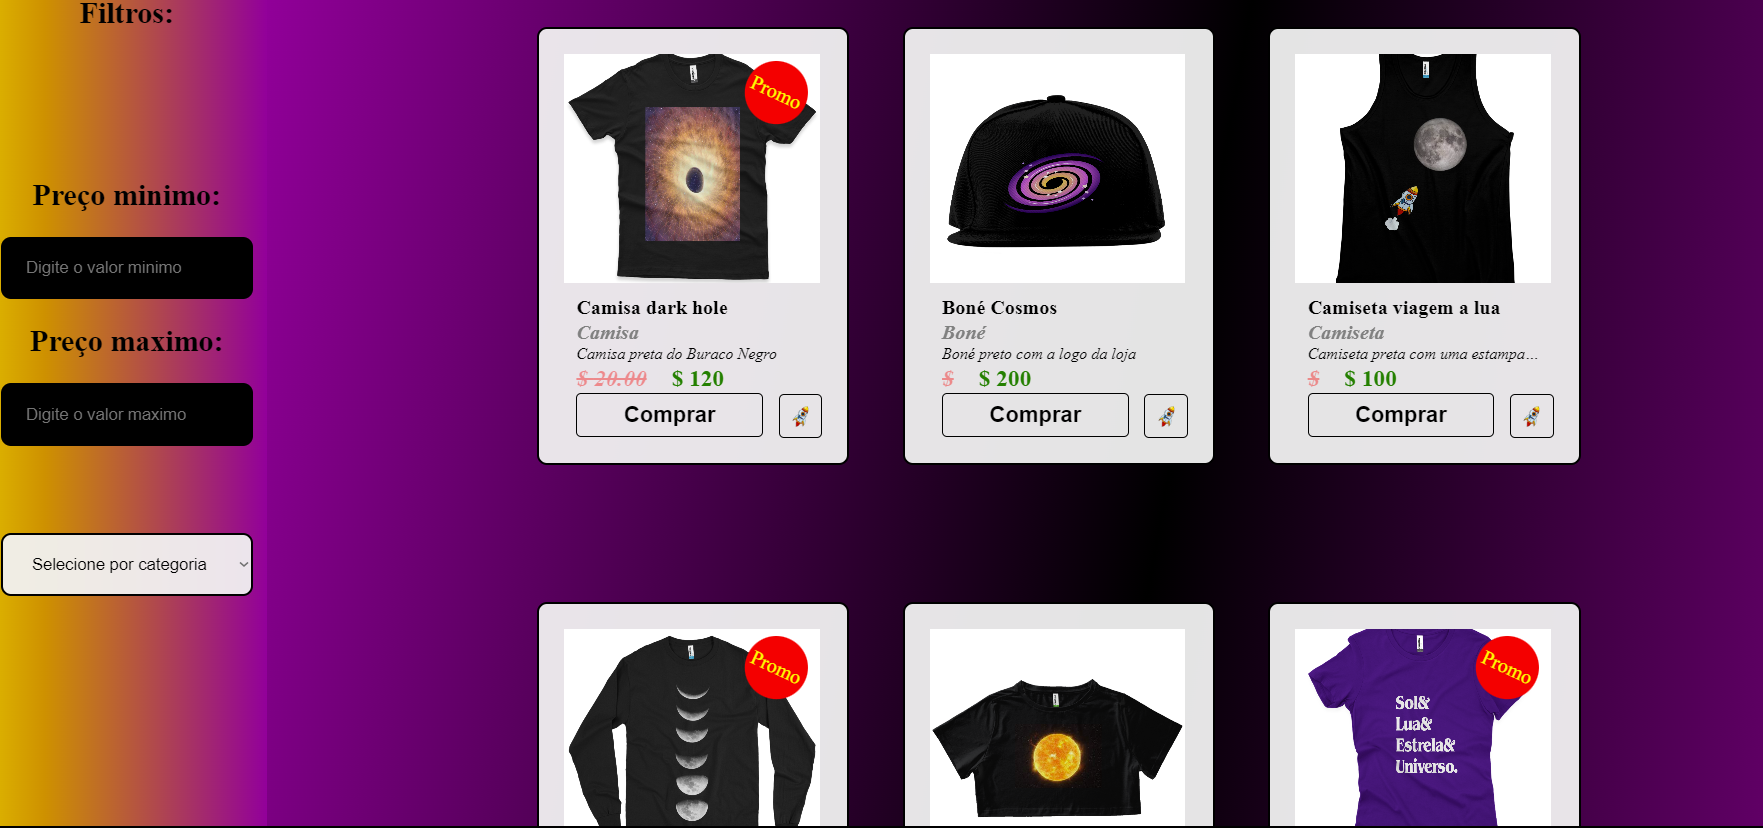 Filtros:
Preço minimo:
Digite o valor minimo
Preço maximo:
Digite o valor maximo
Selecione por categoria
Promo
Camisa dark hole
Camisa
Camisa preta do Buraco Negro
$ 20.00 $ 120
Comprar
Boné Cosmos
Boné
Boné preto com a logo da loja
$ $ 200
Comprar
Camiseta viagem a lua
Camiseta
Camiseta preta com uma estampa...
$ $ 100
Comprar
Promo
Promo
Sol&
Lua&
Estrela&
Universo.